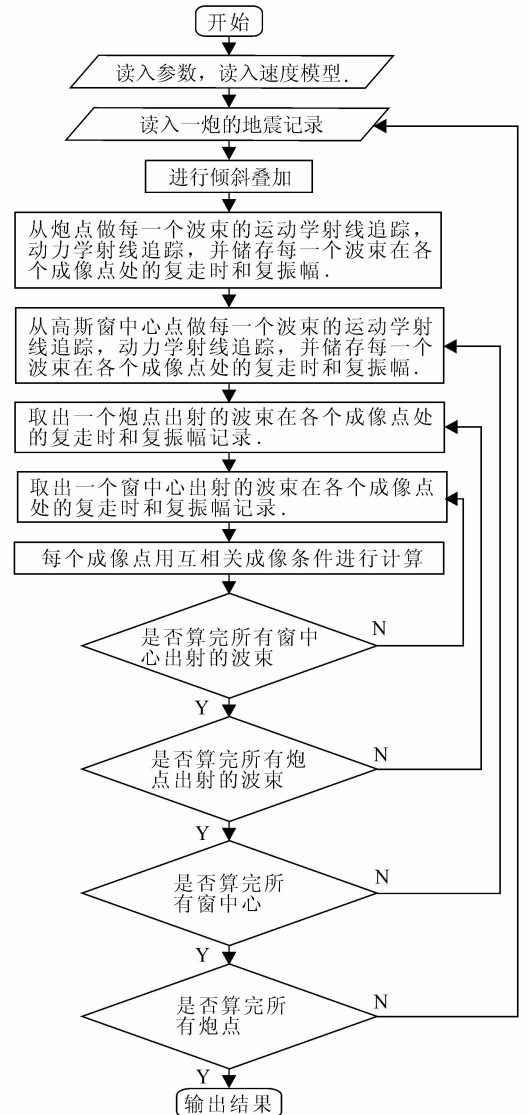 开始
读入参数，读入速度模型.
读入一炮的地震记录
进行倾斜叠加
从炮点做每一个波束的运动学射线追踪，
动力学射线追踪，并储存每一个波束在各
个成像点处的复走时和复振幅.
从高斯窗中心点做每一个波束的运动学射
线追踪，动力学射线追踪，并储存每一个
波束在各个成像点处的复走时和复振幅.
取出一个炮点出射的波束在各个成像点处
的复走时和复振幅记录.
取出一个窗中心出射的波束在各个成像点
处的复走时和复振幅记录.
每个成像点用互相关成像条件进行计算
是否算完所有窗中
心出射的波束
N
Y
是否算完所有炮
点出射的波束
N
Y
是否算完所
有窗中心
N
Y
是否算完所
有炮点
N
Y
输出结果